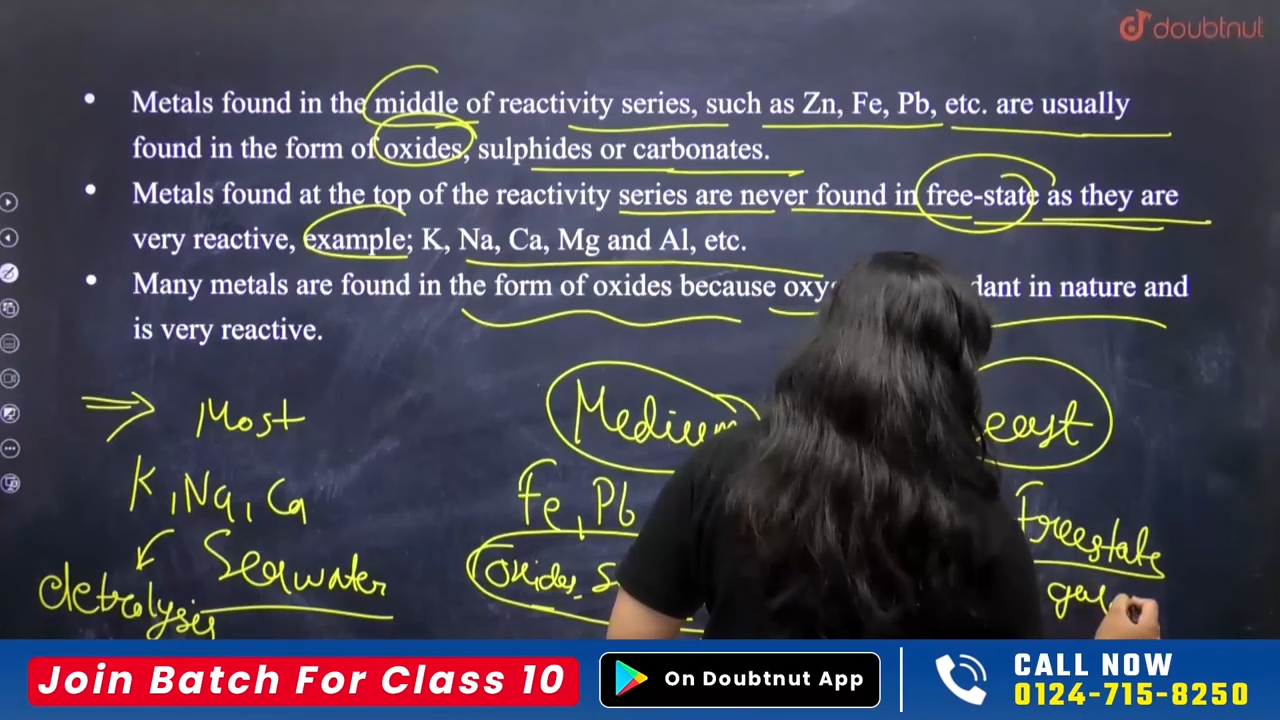 doubtnut
• Metals found in the middle of reactivity series, such as Zn, Fe, Pb, etc. are usually
found in the form of oxides, sulphides or carbonates.
• Metals found at the top of the reactivity series are never found in free-state as they are
very reactive, example; K, Na, Ca, Mg and Al, etc.
• Many metals are found in the form of oxides because oxy dant in nature and
is very reactive.
⇒ Most Medium east
K, Na, Ca Fe, Pb Freestate
Seawater Oxides, S
eletrolysis
Join Batch For Class 10
On Doubtnut App
CALL NOW
0124-715-8250